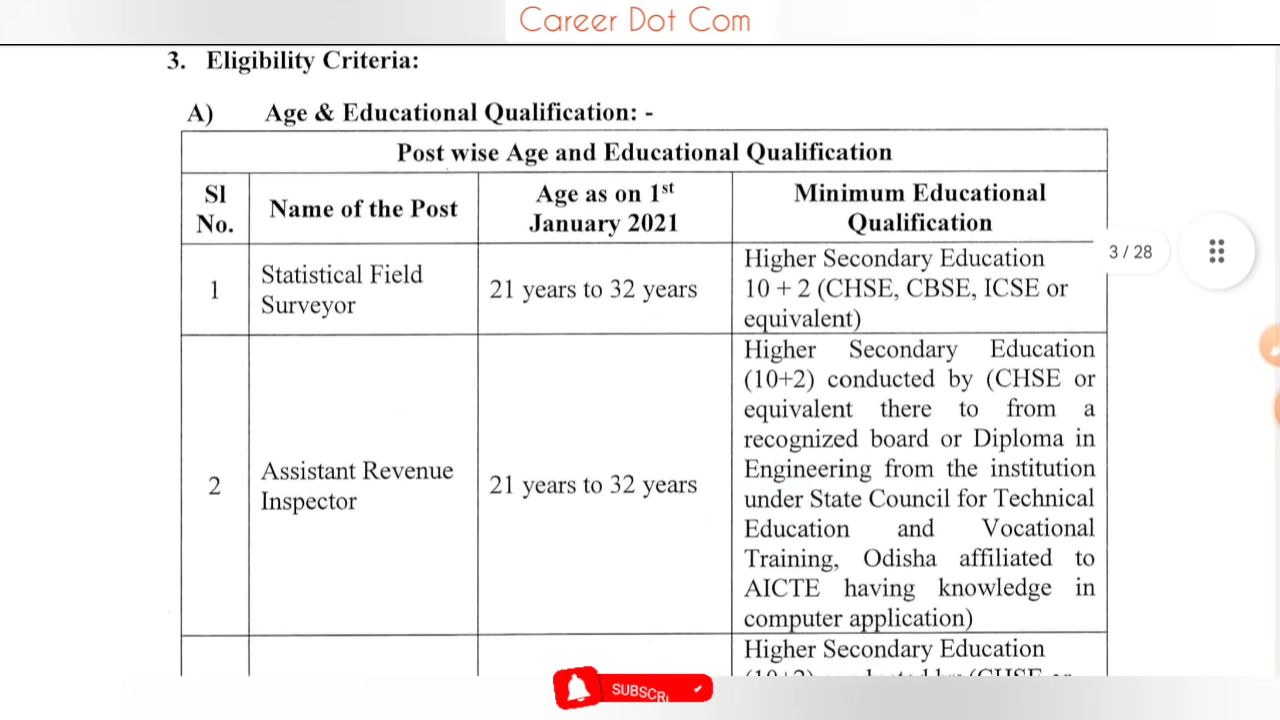 Career Dot Com
3. Eligibility Criteria:
A) Age & Educational Qualification: -
Post wise Age and Educational Qualification
Sl No.
Name of the Post
Age as on 1st
January 2021
Minimum Educational
Qualification
1
Statistical Field
Surveyor
21 years to 32 years
Higher Secondary Education
10 + 2 (CHSE, CBSE, ICSE or
equivalent)
2
Assistant Revenue
Inspector
21 years to 32 years
Higher Secondary Education
(10+2) conducted by (CHSE or
equivalent there to from a
recognized board or Diploma in
Engineering from the institution
under State Council for Technical
Education and Vocational
Training, Odisha affiliated to
AICTE having knowledge in
computer application)
Higher Secondary Education
3 / 28
SUBSCRI